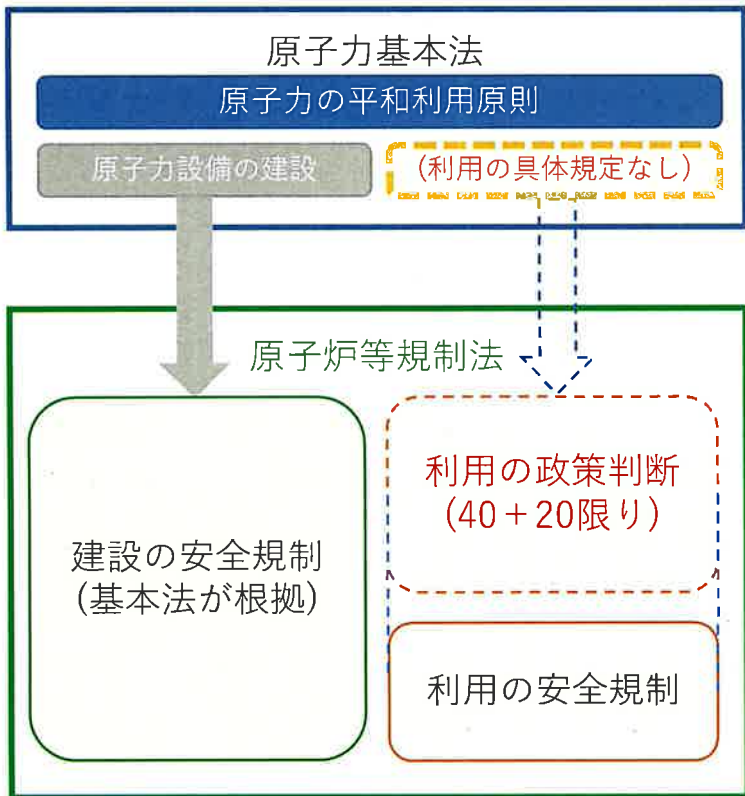 原子力基本法
原子力の平和利用原則
原子力設備の建設
(利用の具体規定なし)
原子炉等規制法
建設の安全規制
(基本法が根拠)
利用の政策判断
(40+20限り)
利用の安全規制